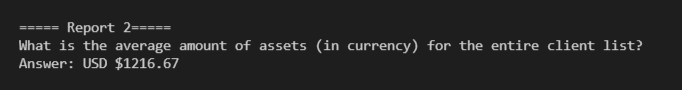 ===== Report 2=====
What is the average amount of assets (in currency) for the entire client list?
Answer: USD $1216.67